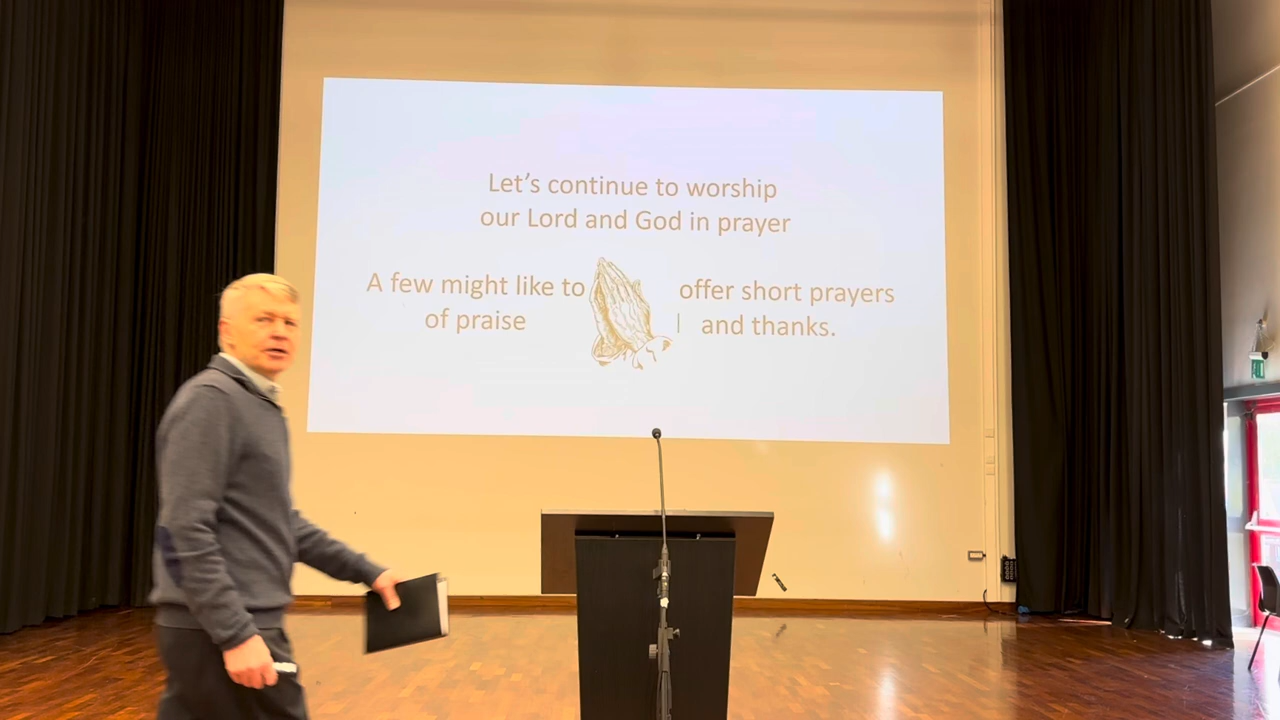 Let's continue to worship
our Lord and God in prayer
A few might like to offer short prayers
of praise and thanks.